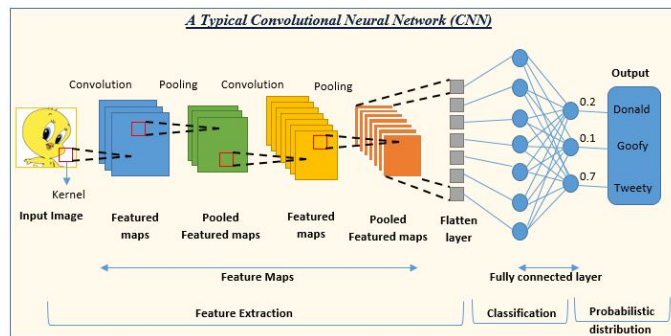 A Typical Convolutional Neural Network (CNN)
Convolution
Pooling
Convolution
Pooling
Output
0.2
Donald
0.1
Goofy
0.7
Tweety
Kernel
Input Image
Featured
maps
Pooled
Featured maps
Featured
maps
Pooled
Featured maps
Flatten
layer
Feature Maps
Fully connected layer
Feature Extraction
Classification
Probabilistic
distribution